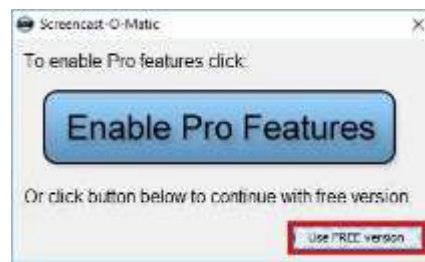 Screencast-O-Matic
To enable Pro features click:
Enable Pro Features
Or click button below to continue with free version
Use FREE version